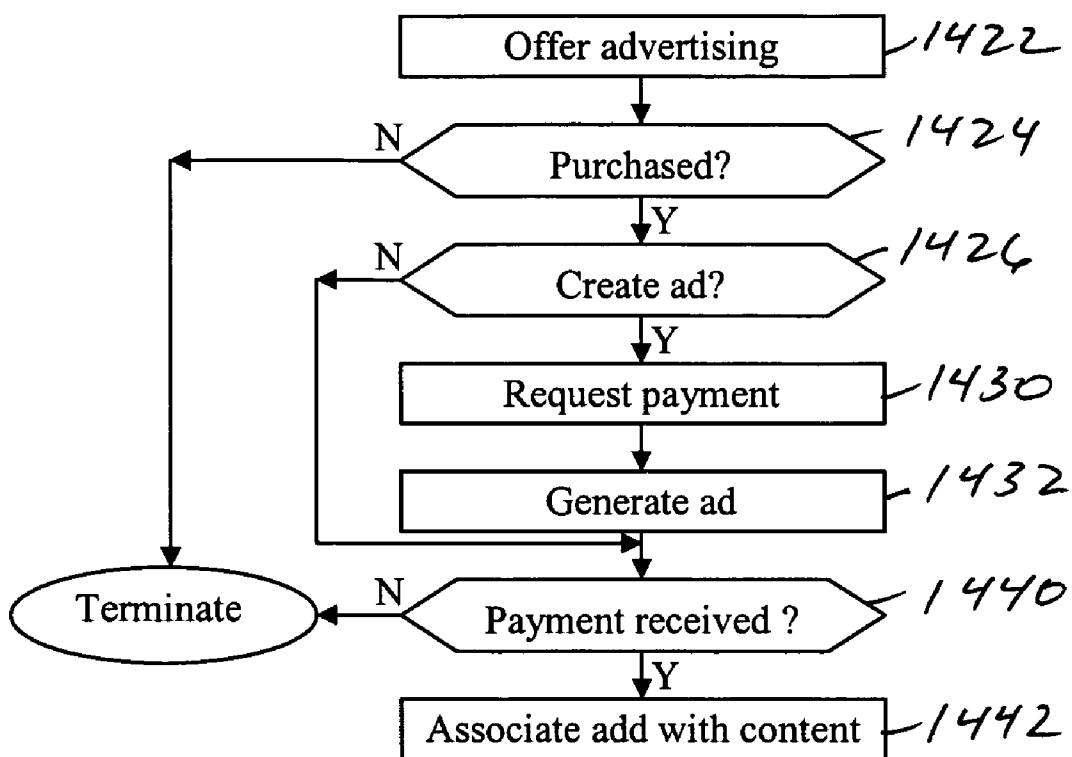 Offer advertising 1422
N 1424
Purchased?
Y
N 1426
Create ad?
Y
Request payment 1430
Generate ad 1432
Terminate N Payment received ? 1440
Y
Associate add with content 1442